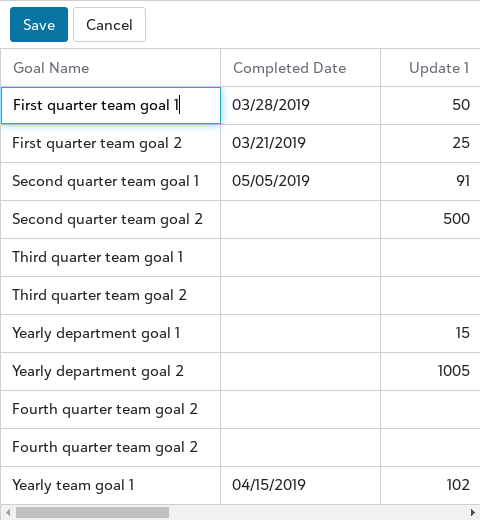 Save Cancel
Goal Name Completed Date Update 1
First quarter team goal 1 03/28/2019 50
First quarter team goal 2 03/21/2019 25
Second quarter team goal 1 05/05/2019 91
Second quarter team goal 2 500
Third quarter team goal 1
Third quarter team goal 2
Yearly department goal 1 15
Yearly department goal 2 1005
Fourth quarter team goal 2
Fourth quarter team goal 2
Yearly team goal 1 04/15/2019 102